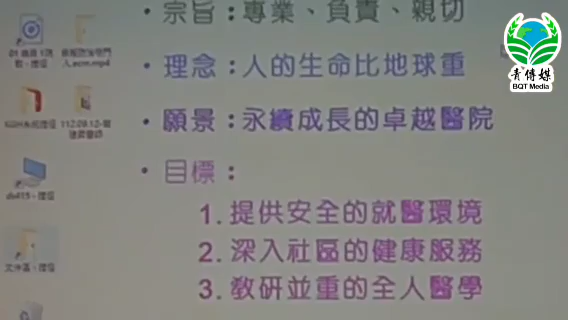 • 宗旨：專業、負責、親切
• 理念：人的生命比地球重
• 願景：永續成長的卓越醫院
• 目標：
1. 提供安全的就醫環境
2. 深入社區的健康服務
3. 教研並重的全人醫學
青傳媒
BQT Media